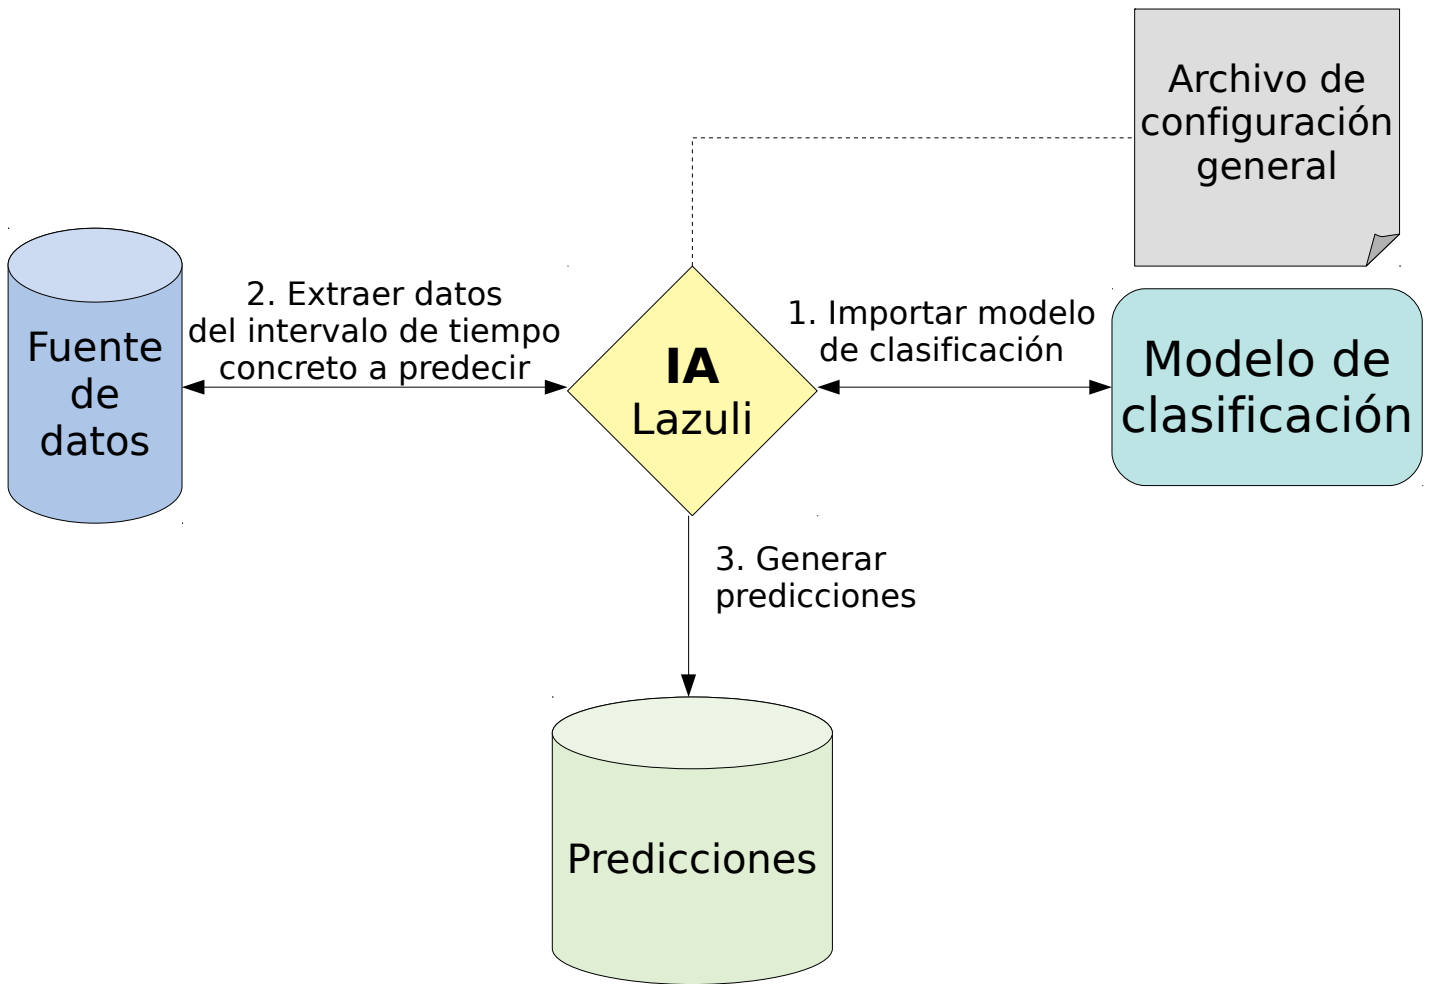 Archivo de
configuración
general
2. Extraer datos
del intervalo de tiempo
concreto a predecir
1. Importar modelo
de clasificación
Fuente
de
datos
IA
Lazuli
Modelo de
clasificación
3. Generar
predicciones
Predicciones